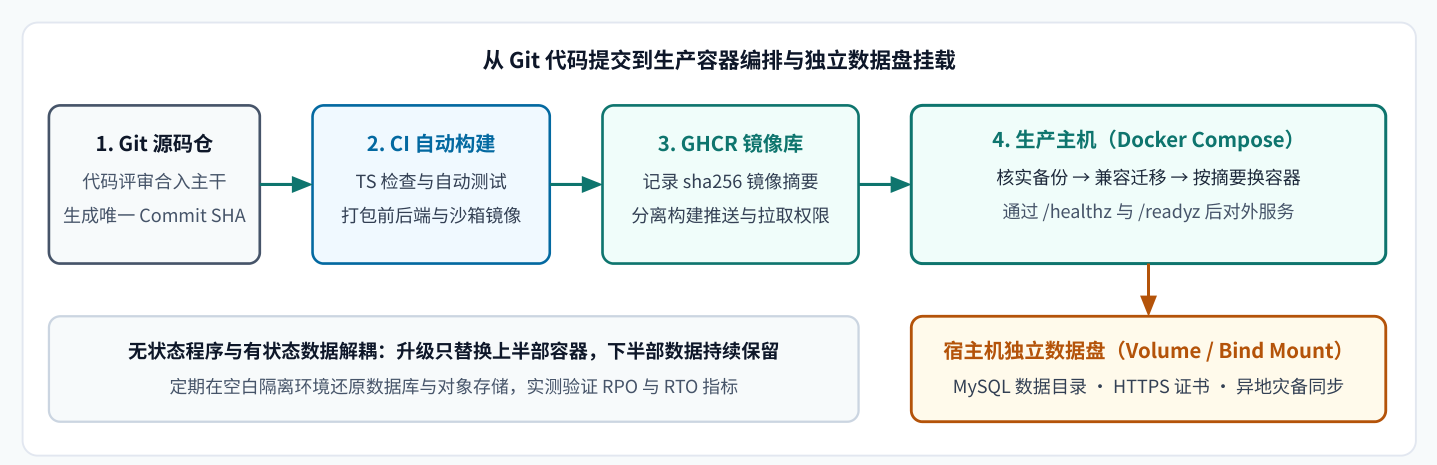 从 Git 代码提交到生产容器编排与独立数据盘挂载
1. Git 源码仓
代码评审合入主干
生成唯一 Commit SHA
2. CI 自动构建
TS 检查与自动测试
打包前后端与沙箱镜像
3. GHCR 镜像库
记录 sha256 镜像摘要
分离构建推送与拉取权限
4. 生产主机（Docker Compose）
核实备份 → 兼容迁移 → 按摘要换容器
通过 /healthz 与 /readyz 后对外服务
无状态程序与有状态数据解耦：升级只替换上半部容器，下半部数据持续保留
定期在空白隔离环境还原数据库与对象存储，实测验证 RPO 与 RTO 指标
宿主机独立数据盘（Volume / Bind Mount）
MySQL 数据目录 · HTTPS 证书 · 异地灾备同步